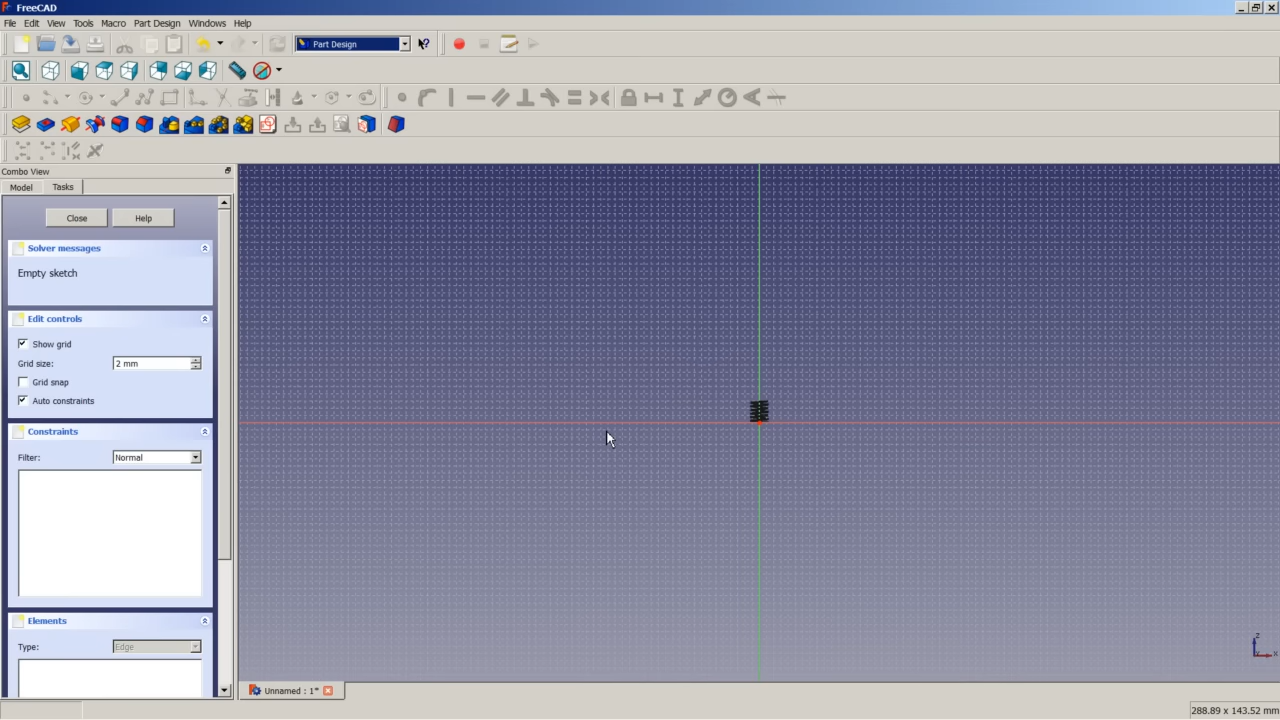 FreeCAD
File Edit View Tools Macro Part Design Windows Help
Part Design
Combo View
Model Tasks
Close Help
Solver messages
Empty sketch
Edit controls
Show grid
Grid size: 2 mm
Grid snap
Auto constraints
Constraints
Filter: Normal
Elements
Type: Edge
z
x
Unnamed : 1*
288.89 x 143.52 mm